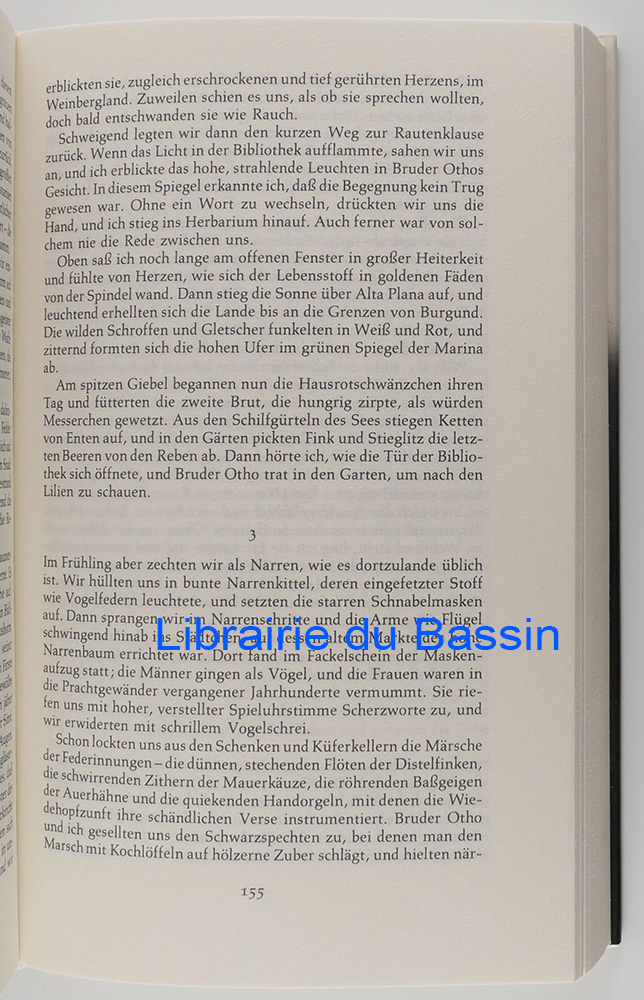 erblickten sie, zugleich erschrockenen und tief gerührten Herzens, im
Weinbergland. Zuweilen schien es uns, als ob sie sprechen wollten,
doch bald entschwanden sie wie Rauch.
Schweigend legten wir dann den kurzen Weg zur Rautenklause
zurück. Wenn das Licht in der Bibliothek aufflammte, sahen wir uns
an, und ich erblickte das hohe, strahlende Leuchten in Bruder Othos
Gesicht. In diesem Spiegel erkannte ich, daß die Begegnung kein Trug
gewesen war. Ohne ein Wort zu wechseln, drückten wir uns die
Hand, und ich stieg ins Herbarium hinauf. Auch ferner war von sol-
chem nie die Rede zwischen uns.
Oben saß ich noch lange am offenen Fenster in großer Heiterkeit
und fühlte von Herzen, wie sich der Lebensstoff in goldenen Fäden
von der Spindel wand. Dann stieg die Sonne über Alta Plana auf, und
leuchtend erhellten sich die Lande bis an die Grenzen von Burgund.
Die wilden Schroffen und Gletscher funkelten in Weiß und Rot, und
zitternd formten sich die hohen Ufer im grünen Spiegel der Marina
ab.
Am spitzen Giebel begannen nun die Hausrotschwänzchen ihren
Tag und fütterten die zweite Brut, die hungrig zirpte, als würden
Messerchen gewetzt. Aus den Schilfgürteln des Sees stiegen Ketten
von Enten auf, und in den Gärten pickten Fink und Stieglitz die letz-
ten Beeren von den Reben ab. Dann hörte ich, wie die Tür der Biblio-
thek sich öffnete, und Bruder Otho trat in den Garten, um nach den
Lilien zu schauen.
3
Im Frühling aber zechten wir als Narren, wie es dortzulande üblich
ist. Wir hüllten uns in bunte Narrenkittel, deren eingefetzter Stoff
wie Vogelfedern leuchtete, und setzten die starren Schnabelmasken
auf. Dann sprangen wir im Narrenschritte und die Arme wie Flügel
schwingend hinab ins Städtchen, auf dessen altem Markte der hohe
Librairie du Bassin
Narrenbaum errichtet war. Dort fand im Fackelschein der Masken-
aufzug statt; die Männer gingen als Vögel, und die Frauen waren in
die Prachtgewänder vergangener Jahrhunderte vermummt. Sie rie-
fen uns mit hoher, verstellter Spieluhrstimme Scherzworte zu, und
wir erwiderten mit schrillem Vogelschrei.
Schon lockten uns aus den Schenken und Küferkellern die Märsche
der Federinnungen – die dünnen, stechenden Flöten der Distelfinken,
die schwirrenden Zithern der Mauerkäuze, die röhrenden Baßgeigen
der Auerhähne und die quiekenden Handorgeln, mit denen die Wie-
dehopfzunft ihre schändlichen Verse instrumentiert. Bruder Otho
und ich gesellten uns den Schwarzspechten zu, bei denen man den
Marsch mit Kochlöffeln auf hölzerne Zuber schlägt, und hielten när-
155